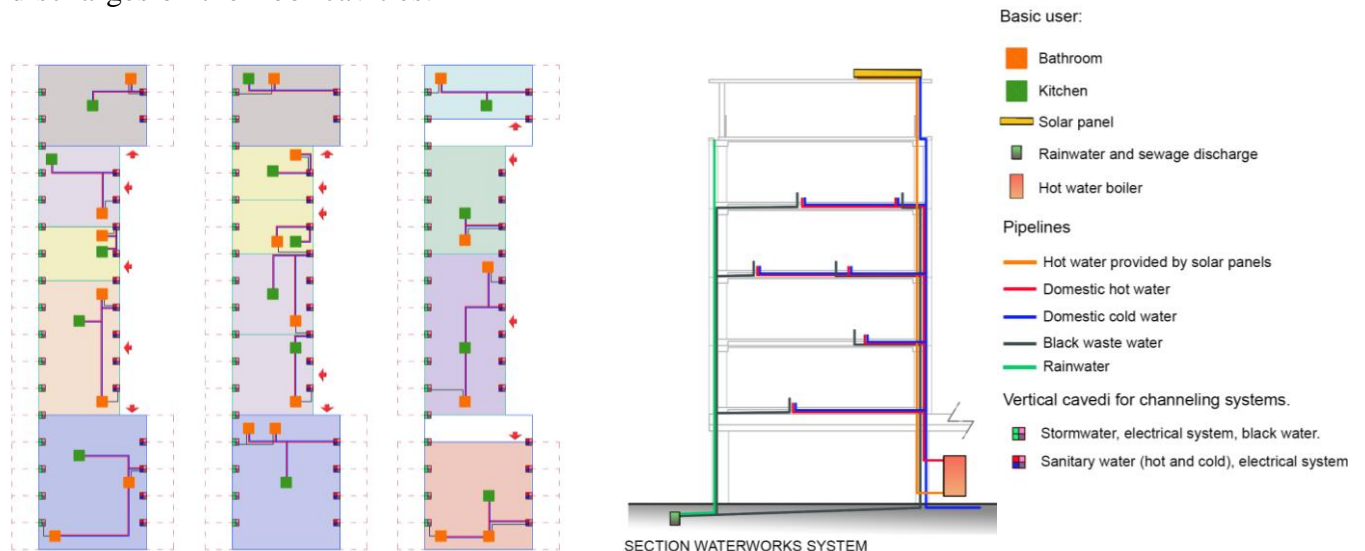 Basic user:
Bathroom
Kitchen
Solar panel
Rainwater and sewage discharge
Hot water boiler
Pipelines
Hot water provided by solar panels
Domestic hot water
Domestic cold water
Black waste water
Rainwater
Vertical cavedi for channeling systems.
Stormwater, electrical system, black water.
Sanitary water (hot and cold), electrical system
SECTION WATERWORKS SYSTEM